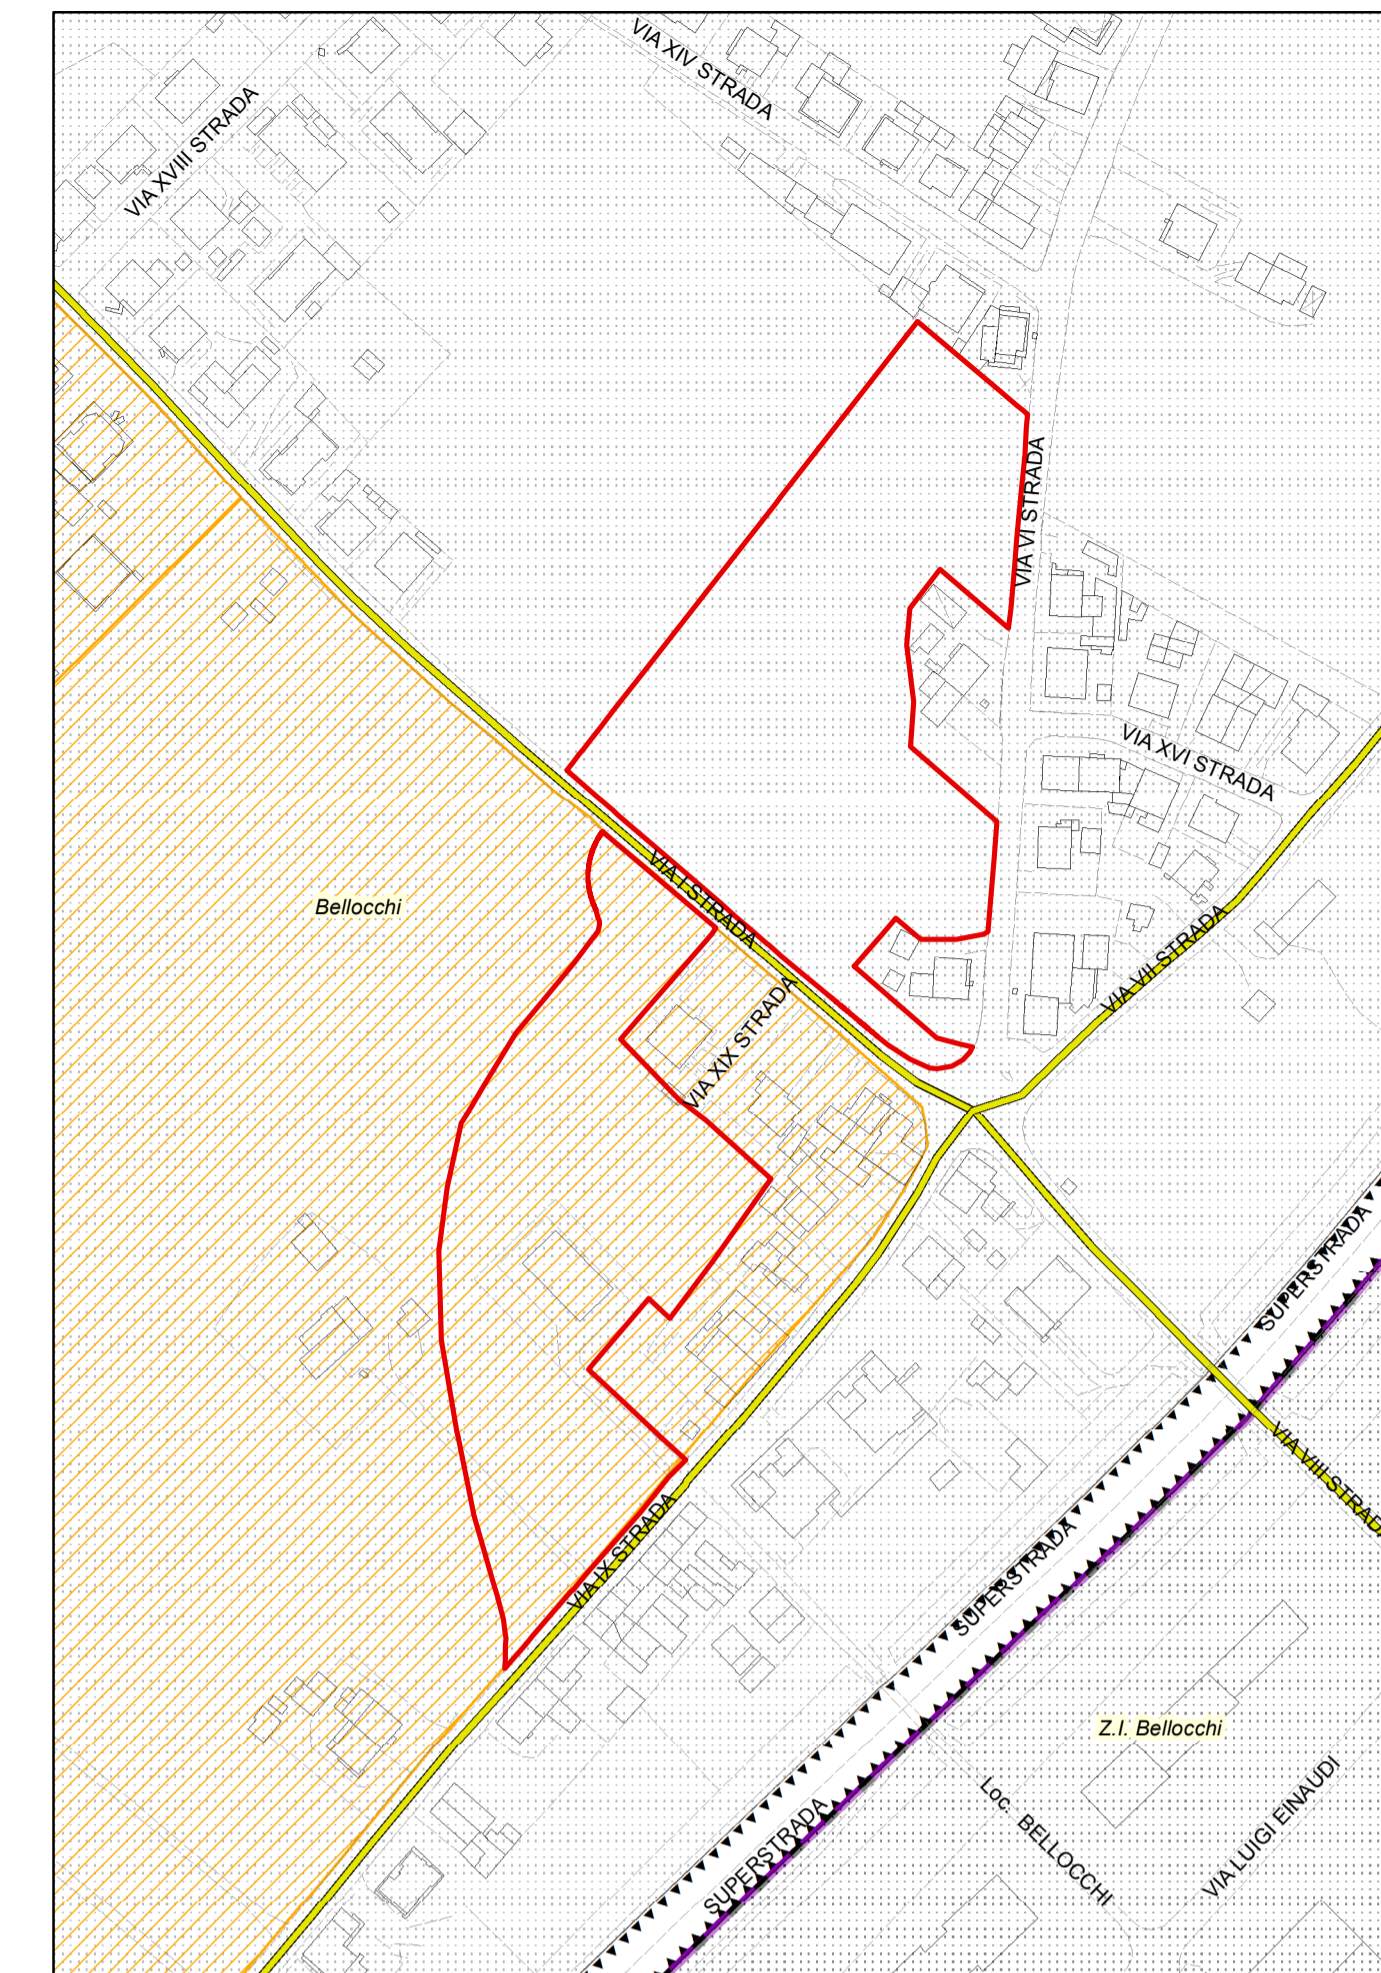 VIA XIV STRADA
VIA XVIII STRADA
VIA VI STRADA
VIA XVI STRADA
VIA I STRADA
Bellocchi
VIA VII STRADA
VIA XIX STRADA
SUPERSTRADA
VIA VIII STRADA
VIA IX STRADA
SUPERSTRADA
Z.I. Bellocchi
SUPERSTRADA
Loc. BELLOCCHI
VIA LUIGI EINAUDI